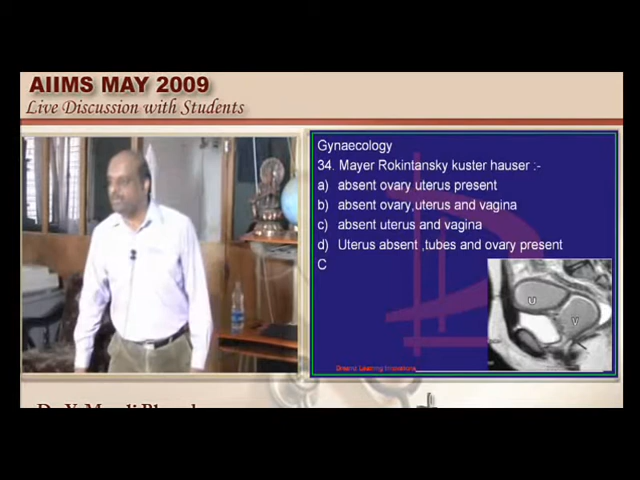 AIIMS MAY 2009
Live Discussion with Students
Gynaecology
34. Mayer Rokintansky kuster hauser :-
a) absent ovary uterus present
b) absent ovary,uterus and vagina
c) absent uterus and vagina
d) Uterus absent ,tubes and ovary present
C
U
V